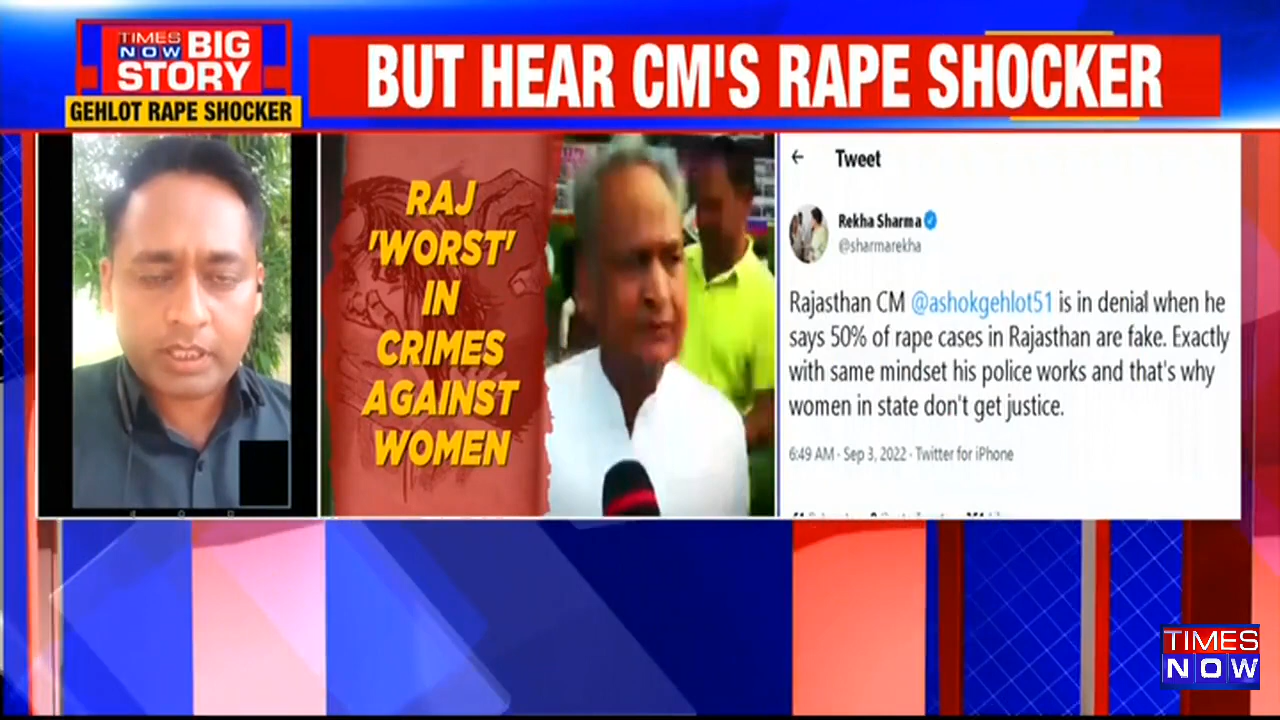 TIMES
NOW BIG
STORY
GEHLOT RAPE SHOCKER
BUT HEAR CM'S RAPE SHOCKER
RAJ
'WORST'
IN
CRIMES
AGAINST
WOMEN
Tweet
Rekha Sharma
@sharmarekha
Rajasthan CM @ashokgehlot51 is in denial when he
says 50% of rape cases in Rajasthan are fake. Exactly
with same mindset his police works and that's why
women in state don't get justice.
6:49 AM · Sep 3, 2022 · Twitter for iPhone
TIMES
NOW